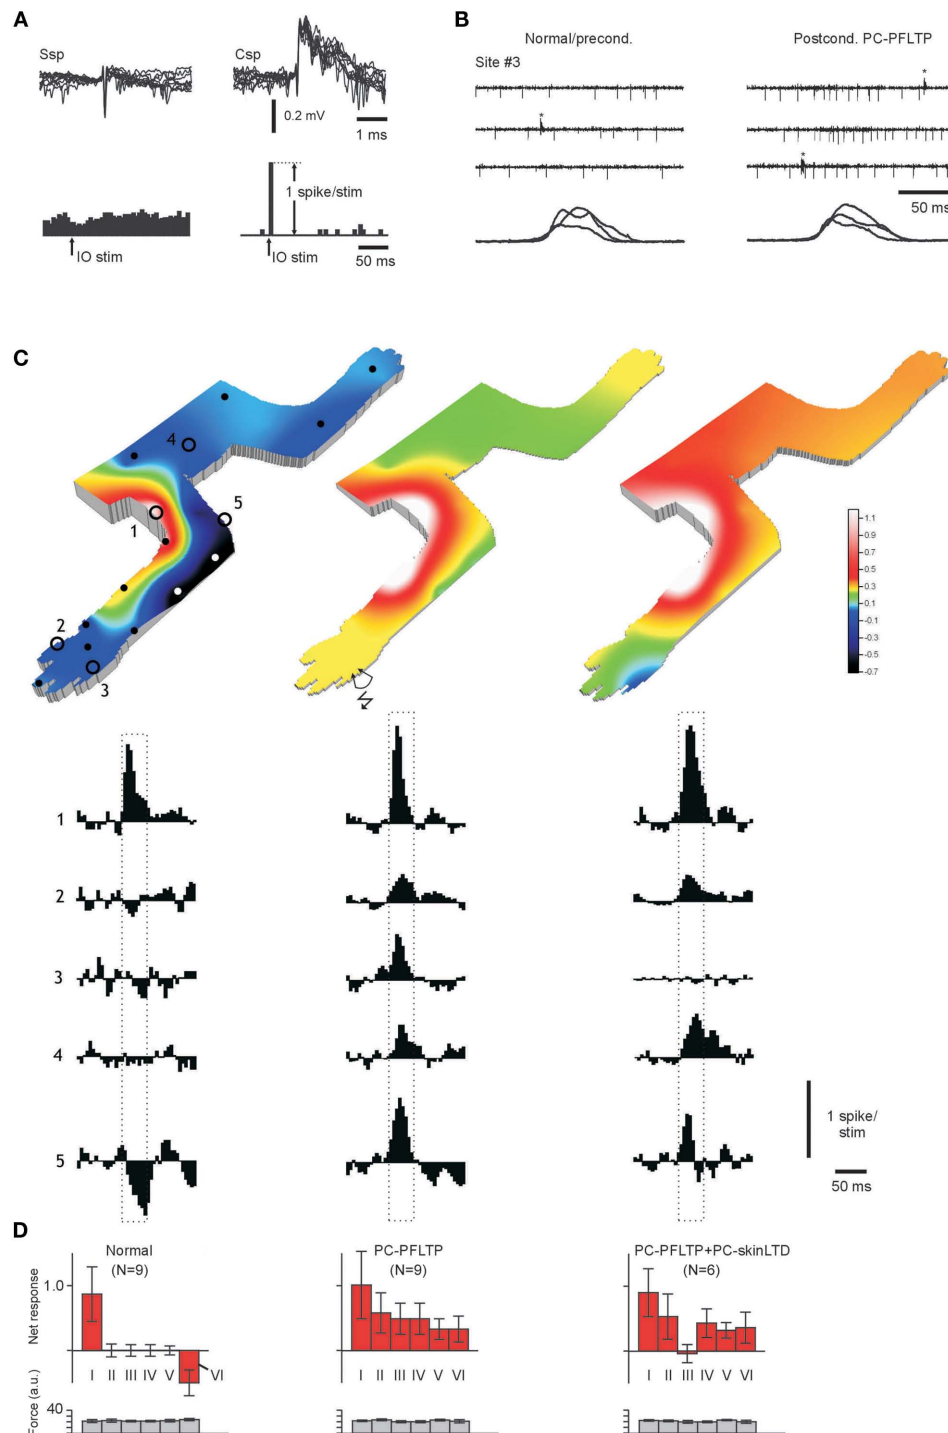 A
Ssp
Csp
0.2 mV
1 ms
1 spike/stim
IO stim
IO stim
50 ms
B
Normal/precond.
Postcond. PC-PFLTP
Site #3
*
*
*
50 ms
C
4
5
1
2
3
1.1
0.9
0.7
0.5
0.3
0.1
-0.1
-0.3
-0.5
-0.7
1
2
3
4
5
1 spike/
stim
50 ms
D
Normal
(N=9)
PC-PFLTP
(N=9)
PC-PFLTP+PC-skinLTD
(N=6)
Net response
1.0
I II III IV V VI
I II III IV V VI
I II III IV V VI
Force (a.u.)
40